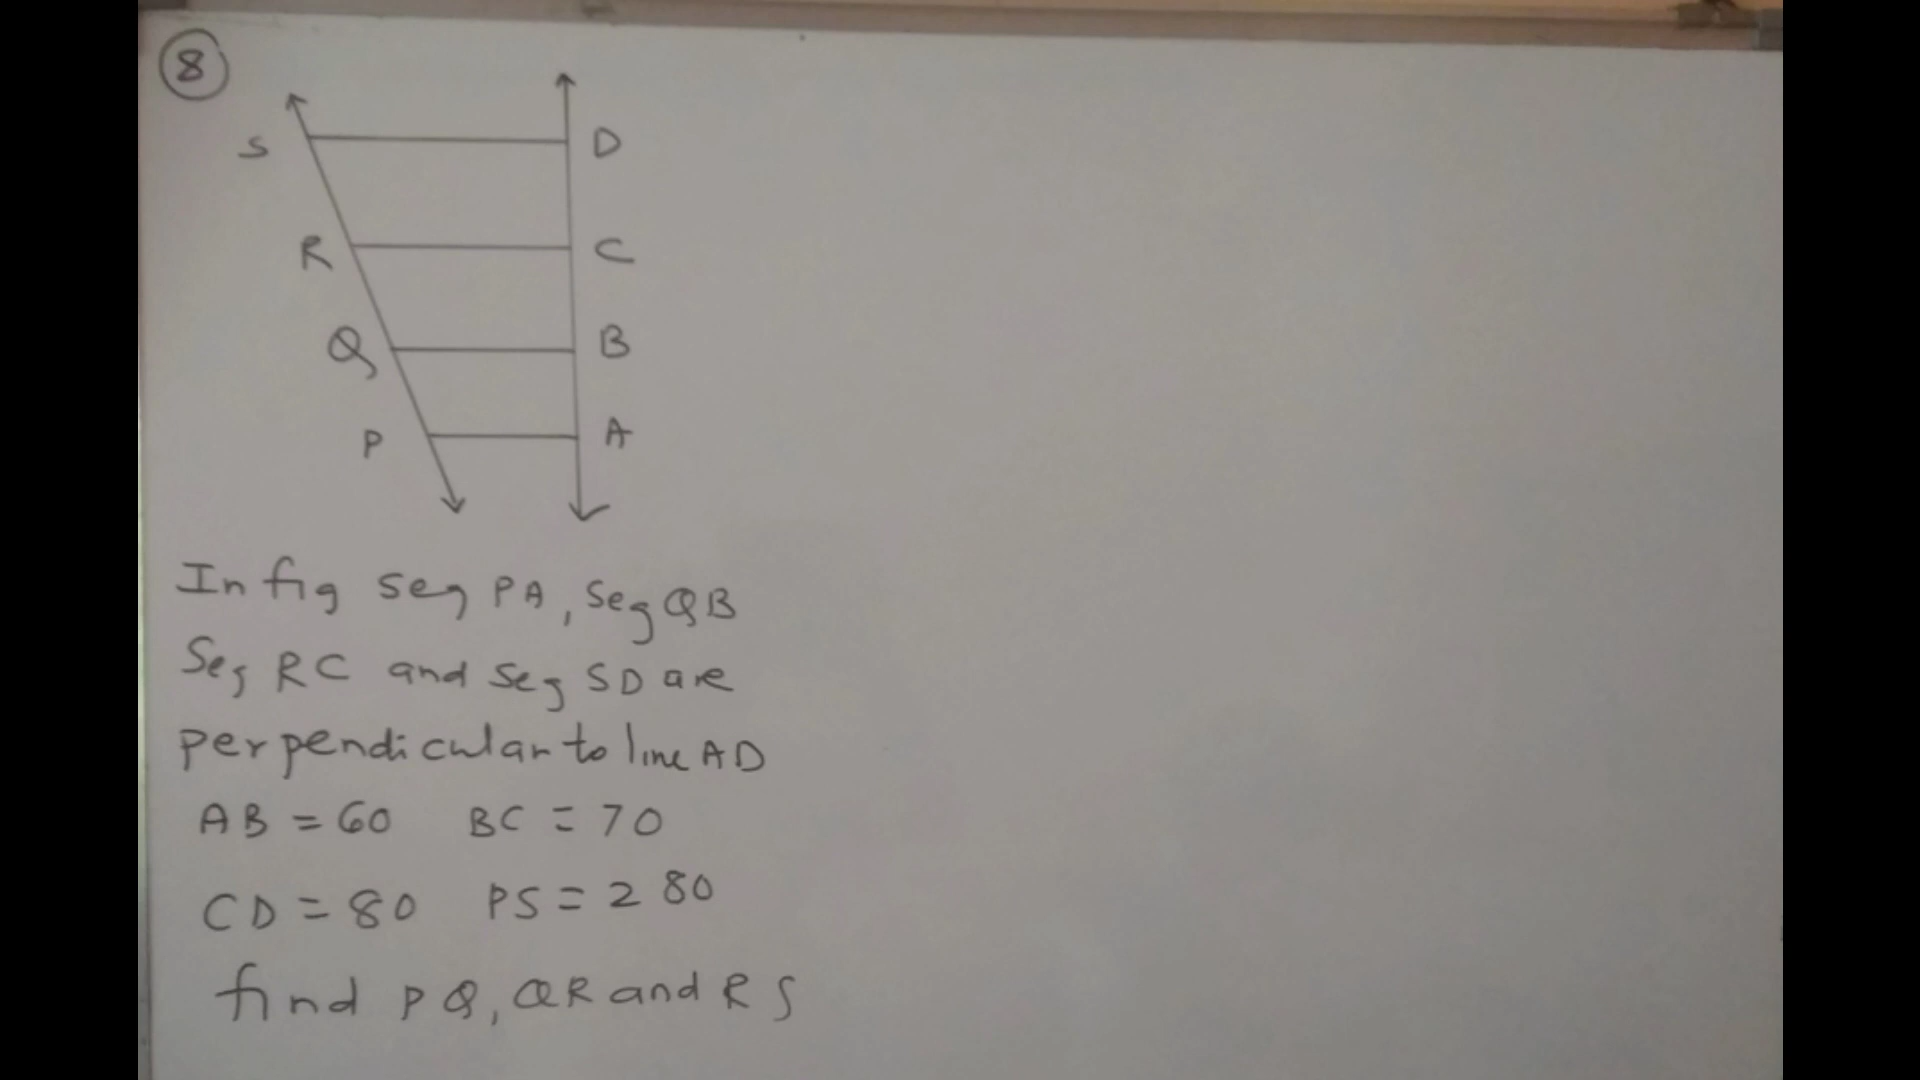 8
S D
R C
Q B
P A
In fig seg PA, seg QB
Seg RC and seg SD are
perpendicular to line AD
AB = 60 BC = 70
CD = 80 PS = 280
find PQ, QR and RS